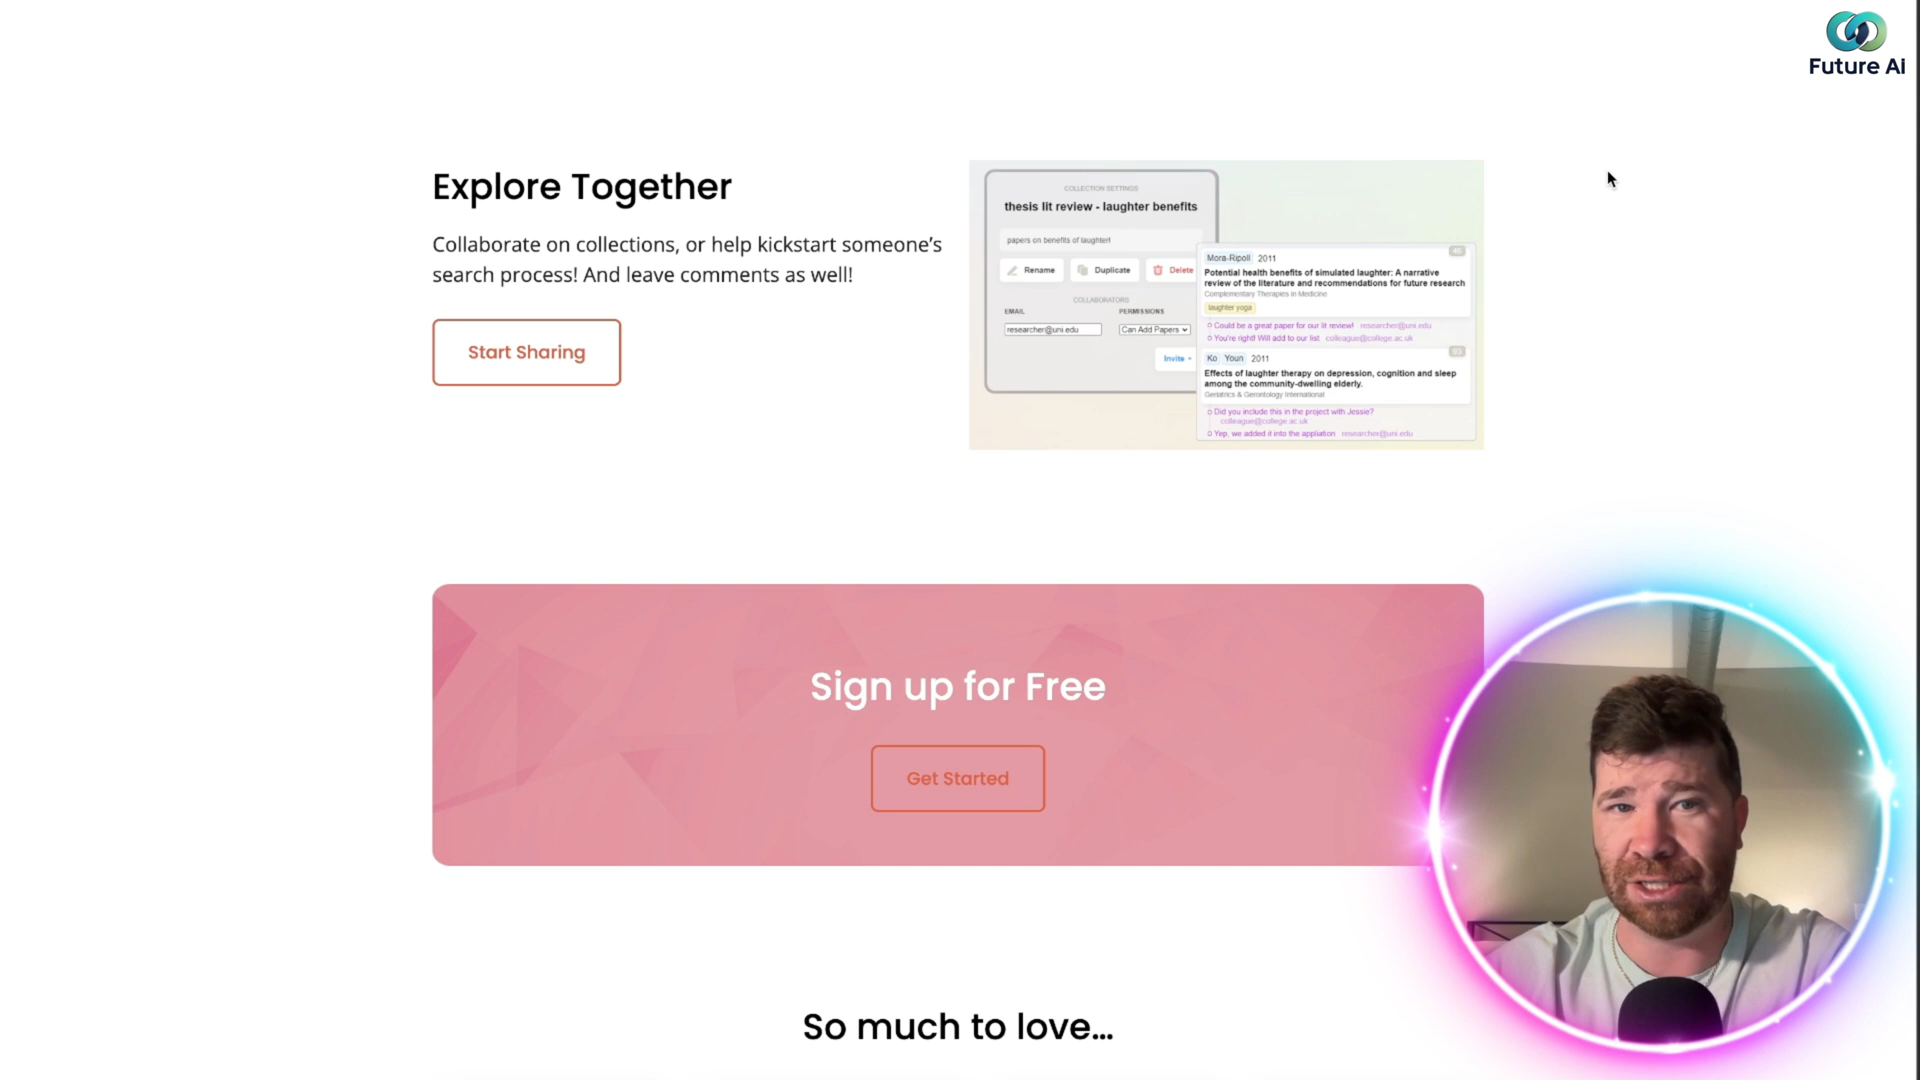 Future Ai
Explore Together
Collaborate on collections, or help kickstart someone's
search process! And leave comments as well!
Start Sharing
COLLECTION SETTINGS
thesis lit review - laughter benefits
papers on benefits of laughter!
Rename
Duplicate
Delete
COLLABORATORS
EMAIL
PERMISSIONS
researcher@uni.edu
Can Add Papers
Invite
Mora-Ripoll 2011
Potential health benefits of simulated laughter: A narrative
review of the literature and recommendations for future research
Complementary Therapies in Medicine
laughter yoga
Could be a great paper for our lit review! researcher@uni.edu
You're right! Will add to our list colleague@college.ac.uk
Ko Youn 2011
Effects of laughter therapy on depression, cognition and sleep
among the community-dwelling elderly.
Geriatrics & Gerontology International
Did you include this in the project with Jessie?
colleague@college.ac.uk
Yep, we added it into the appliation researcher@uni.edu
Sign up for Free
Get Started
So much to love...